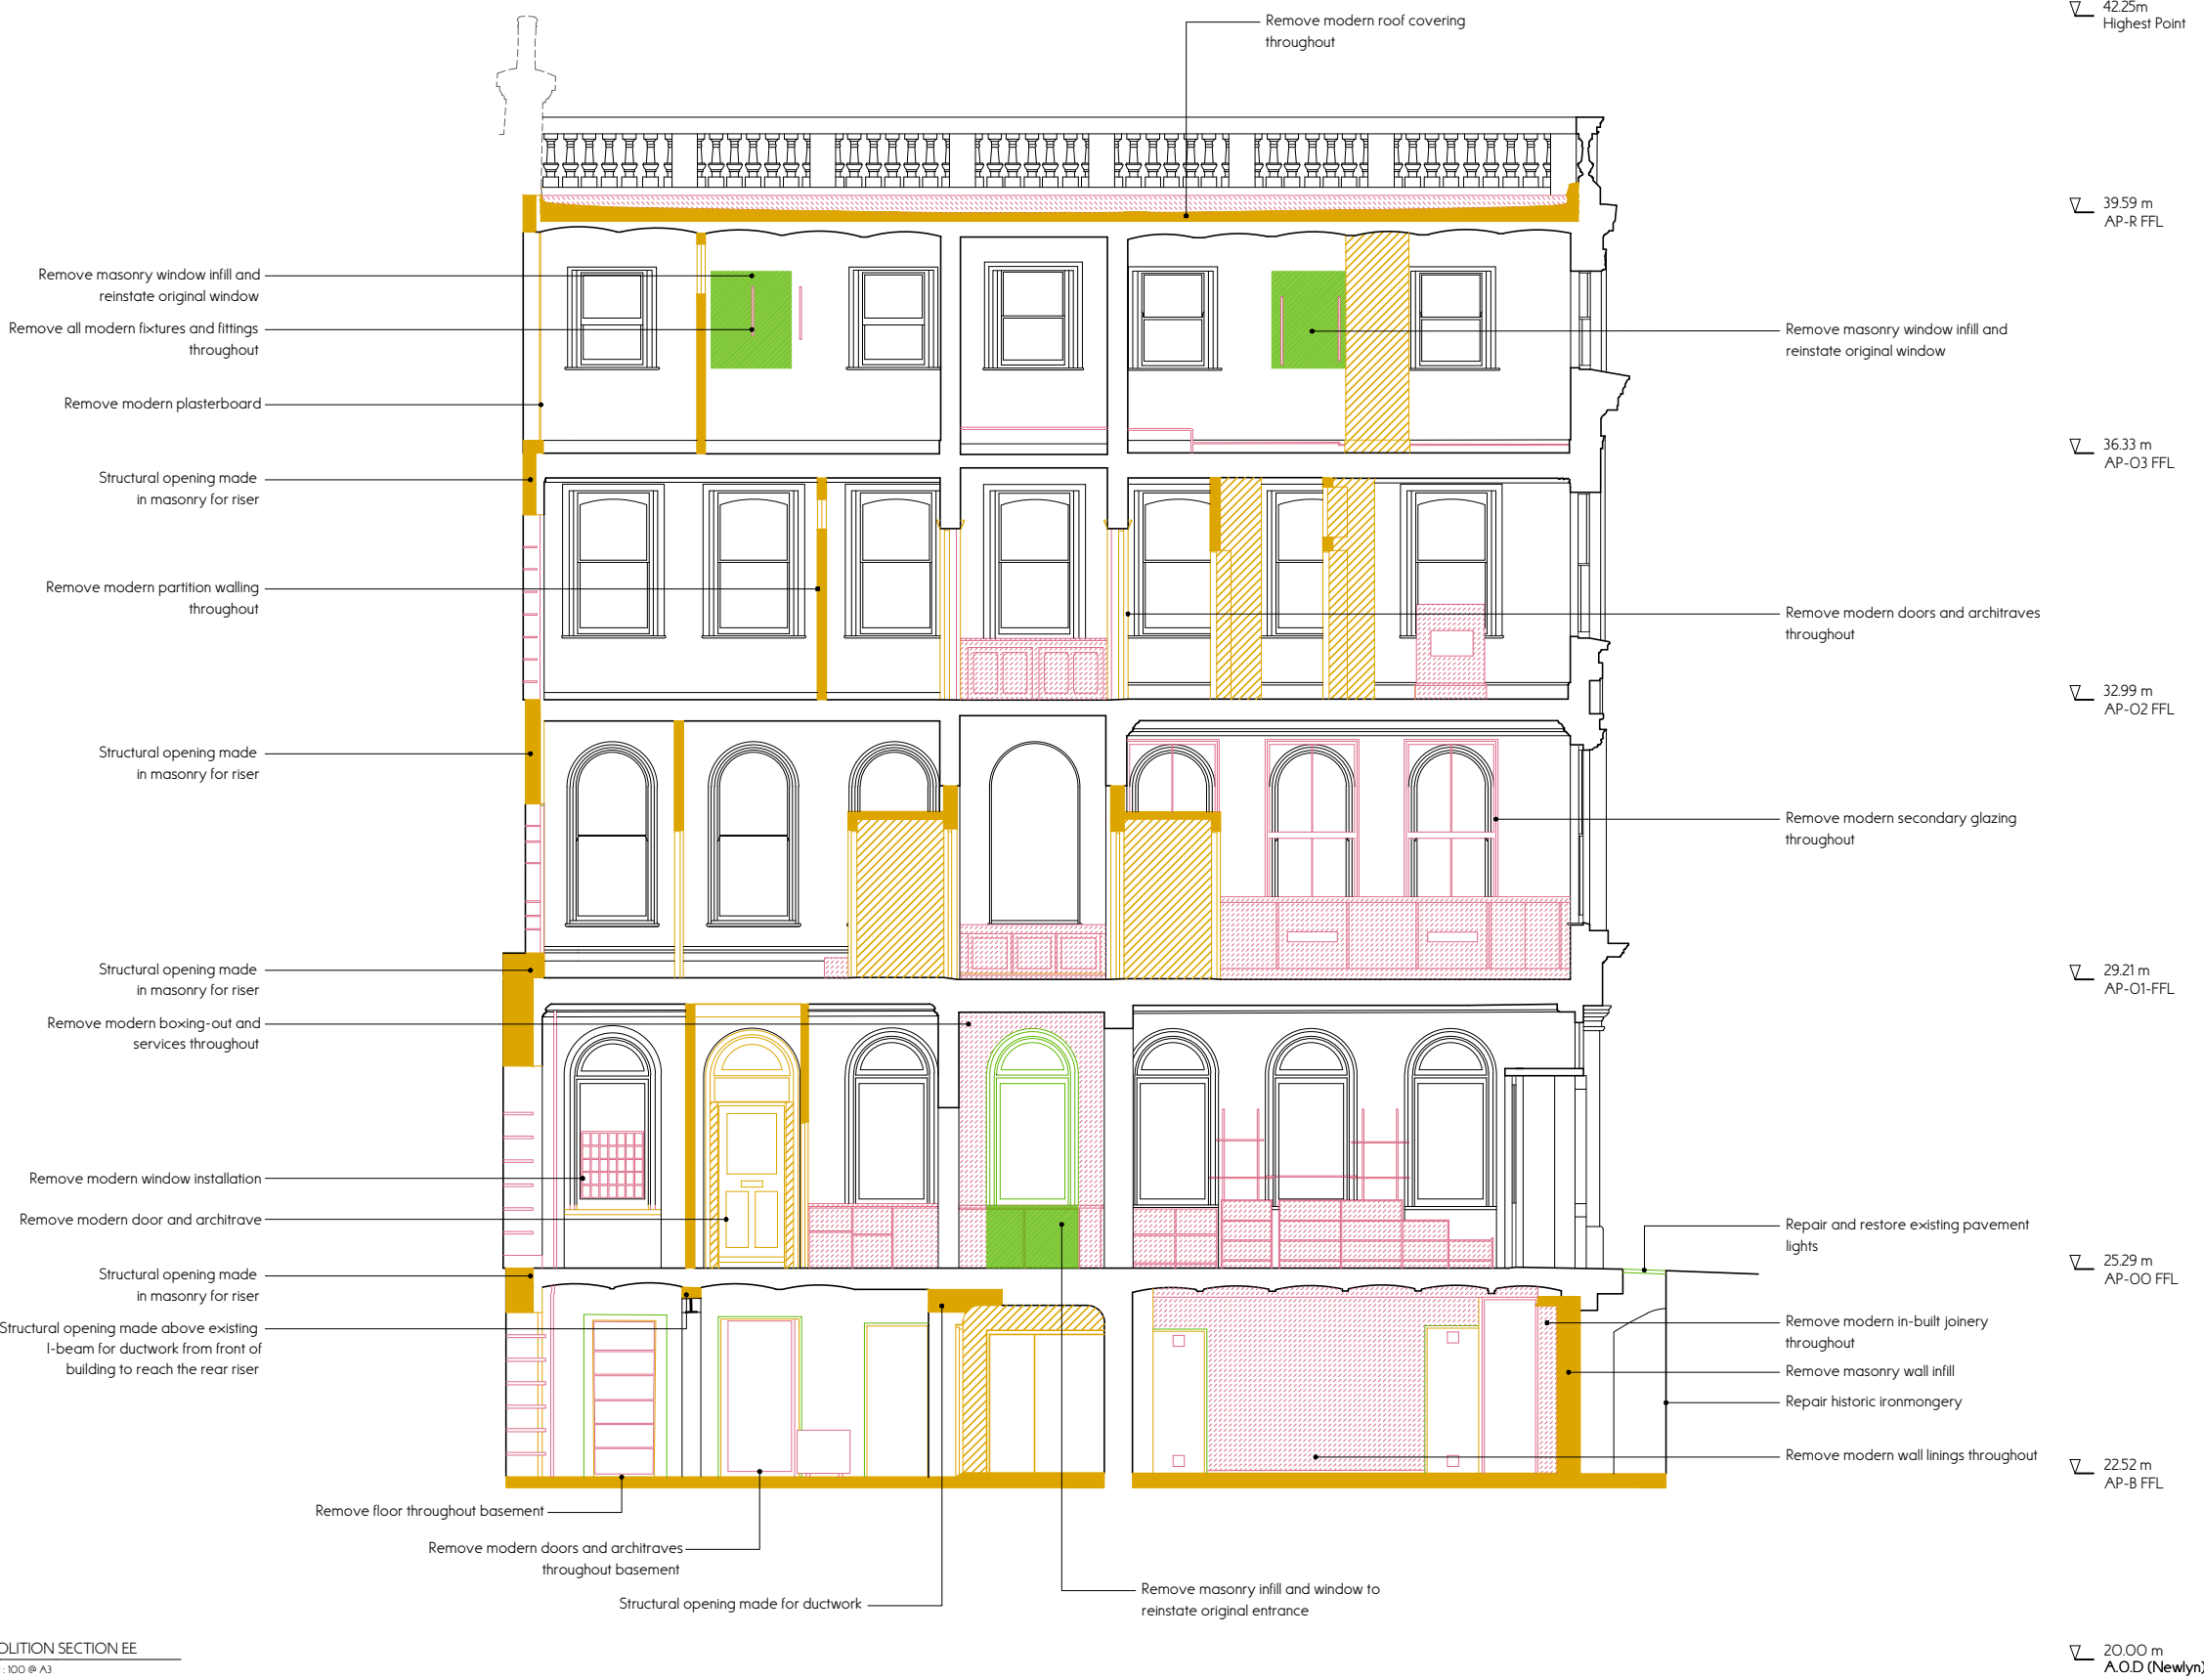 Remove modern roof covering
throughout
42.25m
Highest Point
39.59 m
AP-R FFL
Remove masonry window infill and
reinstate original window
Remove all modern fixtures and fittings
throughout
Remove masonry window infill and
reinstate original window
Remove modern plasterboard
36.33 m
AP-03 FFL
Structural opening made
in masonry for riser
Remove modern partition walling
throughout
Remove modern doors and architraves
throughout
32.99 m
AP-02 FFL
Structural opening made
in masonry for riser
Remove modern secondary glazing
throughout
Structural opening made
in masonry for riser
29.21 m
AP-01-FFL
Remove modern boxing-out and
services throughout
Remove modern window installation
Remove modern door and architrave
Repair and restore existing pavement
lights
25.29 m
AP-00 FFL
Structural opening made
in masonry for riser
Structural opening made above existing
I-beam for ductwork from front of
building to reach the rear riser
Remove modern in-built joinery
throughout
Remove masonry wall infill
Repair historic ironmongery
Remove modern wall linings throughout
22.52 m
AP-B FFL
Remove floor throughout basement
Remove modern doors and architraves
throughout basement
Structural opening made for ductwork
Remove masonry infill and window to
reinstate original entrance
OLITION SECTION EE
: 100 @ A3
20.00 m
A.O.D (Newlyn)